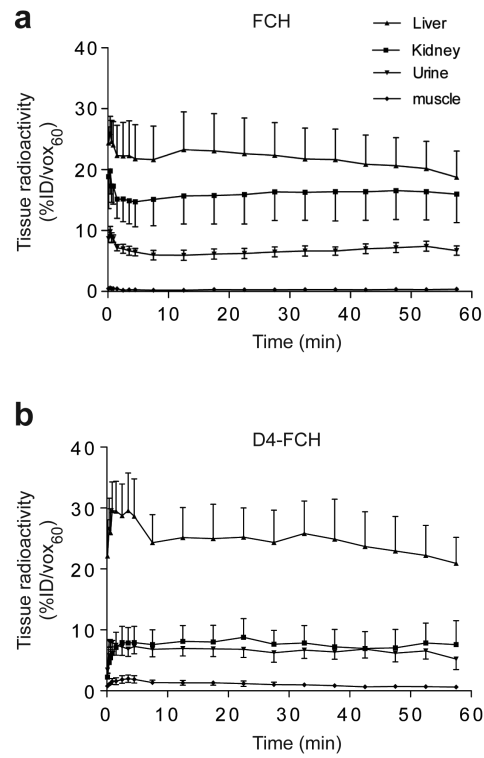 a
FCH
Liver
Kidney
Urine
muscle
Tissue radioactivity
(%ID/vox60)
40
30
20
10
0
0 10 20 30 40 50 60
Time (min)
b
D4-FCH
Tissue radioactivity
(%ID/vox60)
40
30
20
10
0
0 10 20 30 40 50 60
Time (min)